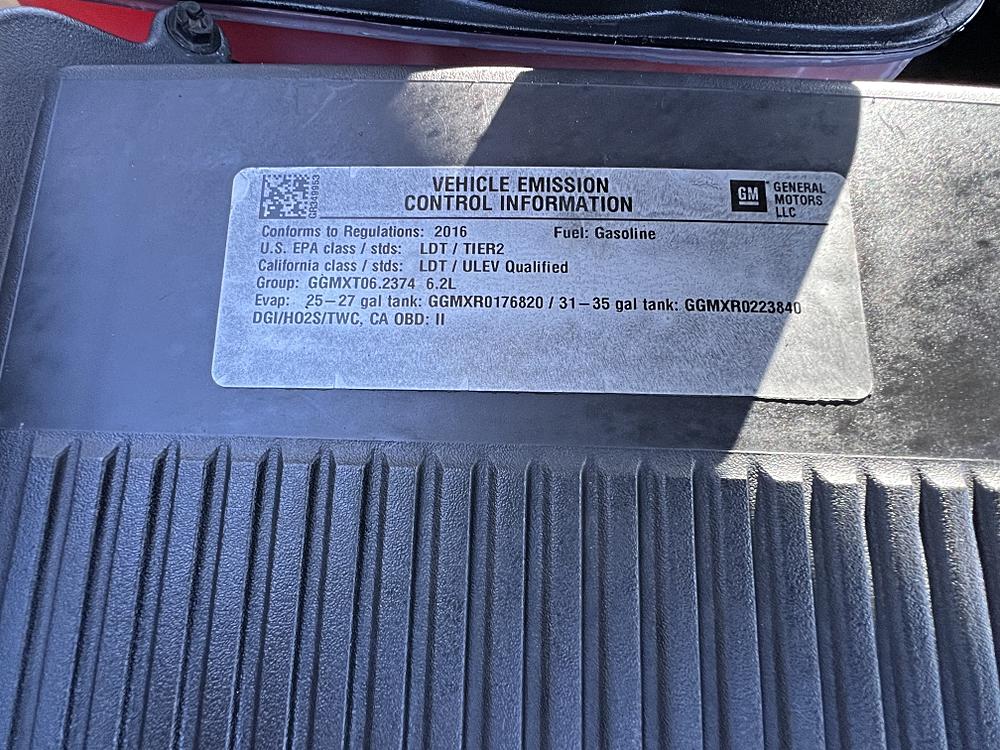 VEHICLE EMISSION
CONTROL INFORMATION
GM GENERAL
MOTORS
LLC
Conforms to Regulations: 2016 Fuel: Gasoline
U.S. EPA class / stds: LDT / TIER2
California class / stds: LDT / ULEV Qualified
Group: GGMXT06.2374 6.2L
Evap: 25–27 gal tank: GGMXR0176820 / 31–35 gal tank: GGMXR0223840
DGI/HO2S/TWC, CA OBD: II